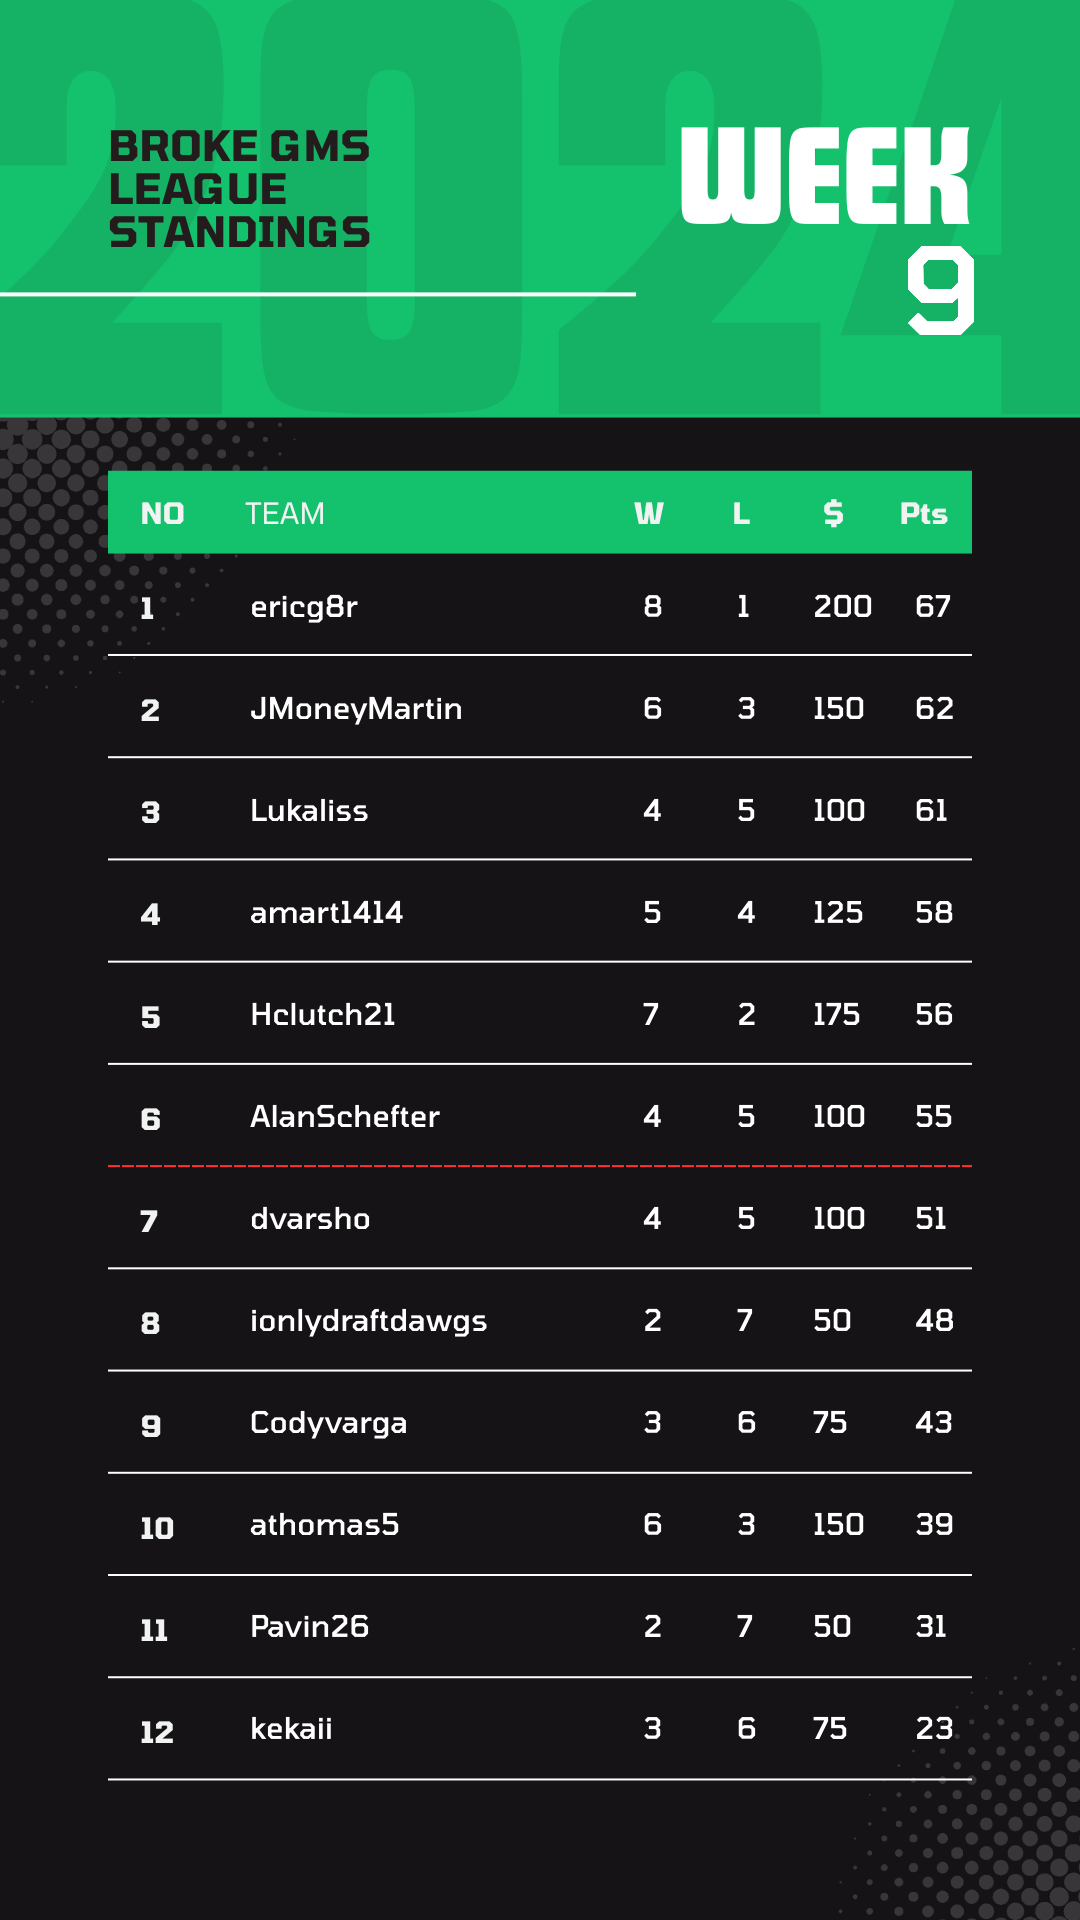 2024
BROKE GMS
LEAGUE
STANDINGS
WEEK
9
NO TEAM W L $ Pts
1 ericg8r 8 1 200 67
2 JMoneyMartin 6 3 150 62
3 Lukaliss 4 5 100 61
4 amart1414 5 4 125 58
5 Hclutch21 7 2 175 56
6 AlanSchefter 4 5 100 55
7 dvarsho 4 5 100 51
8 ionlydraftdawgs 2 7 50 48
9 Codyvarga 3 6 75 43
10 athomas5 6 3 150 39
11 Pavin26 2 7 50 31
12 kekaii 3 6 75 23